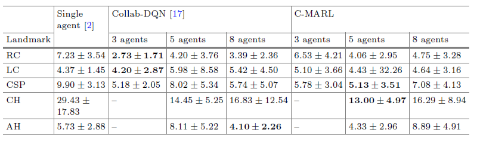 Single agent [2] Collab-DQN [17] C-MARL
Landmark 3 agents 5 agents 8 agents 3 agents 5 agents 8 agents
RC 7.23 ± 3.54 2.73 ± 1.71 4.20 ± 3.76 3.39 ± 2.36 6.53 ± 4.21 4.06 ± 2.95 4.75 ± 3.28
LC 4.37 ± 1.45 4.20 ± 2.87 5.98 ± 8.58 5.42 ± 4.50 5.10 ± 3.66 4.43 ± 32.26 4.64 ± 3.16
CSP 9.90 ± 3.13 5.18 ± 2.05 8.02 ± 5.34 5.74 ± 5.07 5.78 ± 3.04 5.13 ± 3.51 7.08 ± 4.13
CH 29.43 ± 17.83 – 14.45 ± 5.25 16.83 ± 12.54 – 13.00 ± 4.97 16.29 ± 8.94
AH 5.73 ± 2.88 – 8.11 ± 5.22 4.10 ± 2.26 – 4.33 ± 2.96 8.89 ± 4.91